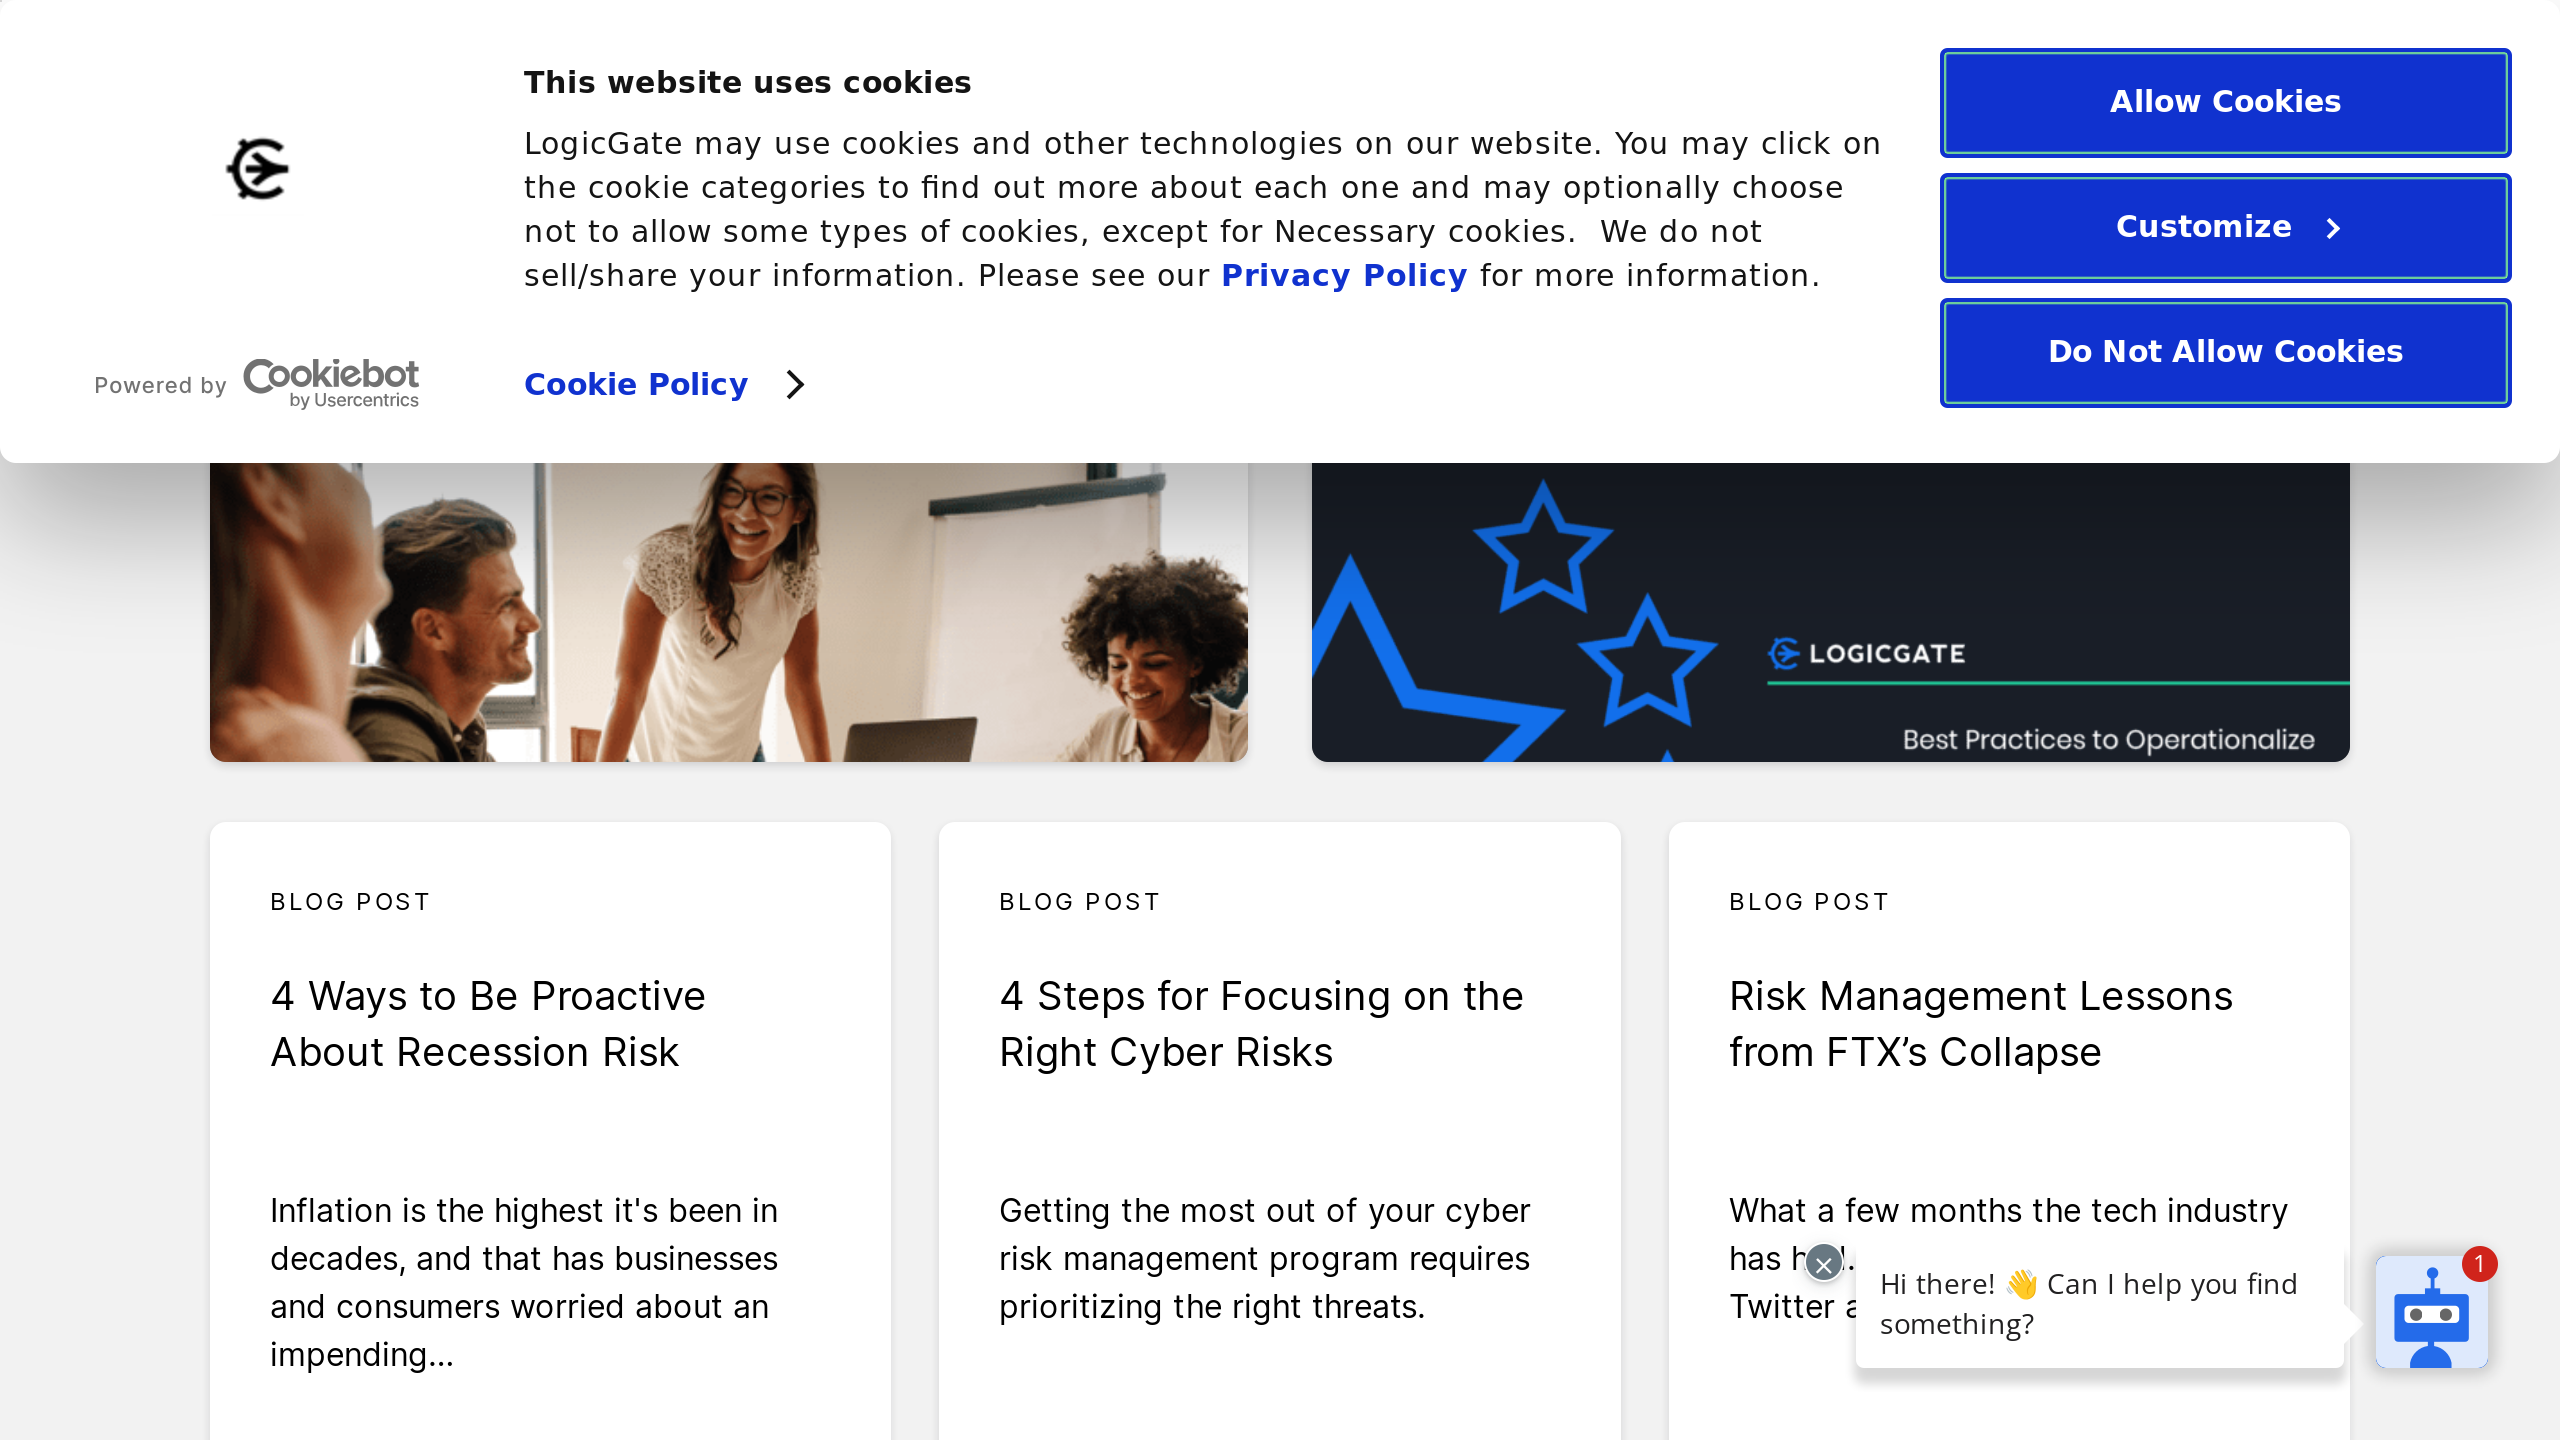 This website uses cookies
LogicGate may use cookies and other technologies on our website. You may click on
the cookie categories to find out more about each one and may optionally choose
not to allow some types of cookies, except for Necessary cookies.  We do not
sell/share your information. Please see our Privacy Policy for more information.
Powered by Cookiebot
by Usercentrics
Cookie Policy
Allow Cookies
Customize
Do Not Allow Cookies
LOGICGATE
Best Practices to Operationalize
BLOG POST
4 Ways to Be Proactive
About Recession Risk
Inflation is the highest it's been in
decades, and that has businesses
and consumers worried about an
impending...
BLOG POST
4 Steps for Focusing on the
Right Cyber Risks
Getting the most out of your cyber
risk management program requires
prioritizing the right threats.
BLOG POST
Risk Management Lessons
from FTX’s Collapse
What a few months the tech industry
has
Twitter
Hi there! 👋 Can I help you find
something?
1